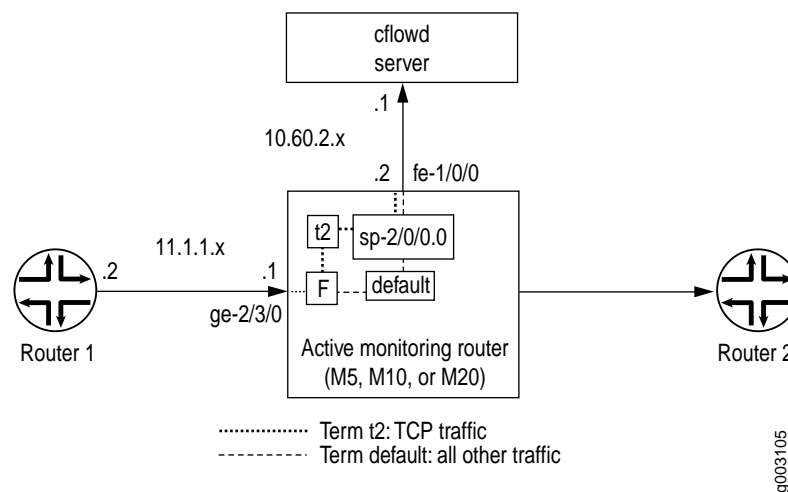 cflowd
server
.1
10.60.2.x
.2 fe-1/0/0
t2 sp-2/0/0.0
11.1.1.x
.2 .1
F default
ge-2/3/0
Router 1
Active monitoring router
(M5, M10, or M20)
Router 2
Term t2: TCP traffic
Term default: all other traffic
g003105